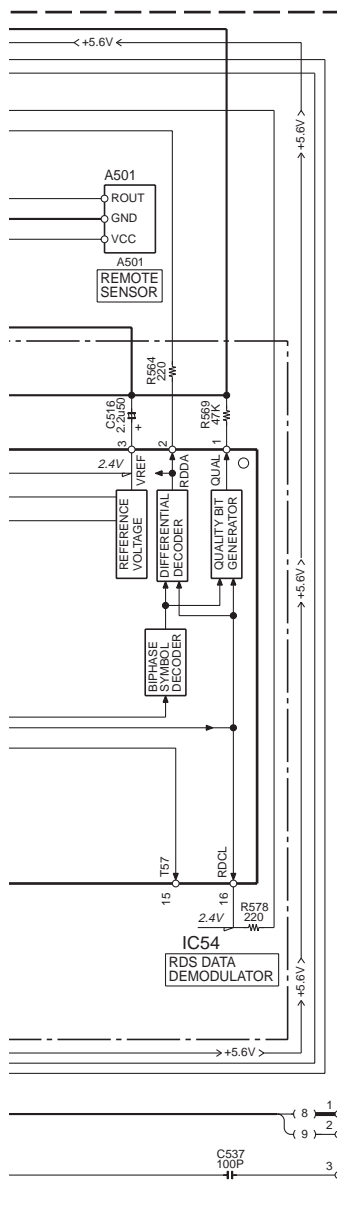 +5.6V
+5.6V
A501
ROUT
GND
VCC
A501
REMOTE
SENSOR
C516
2.2u50
+
R564
220
R569
47K
3
2
1
2.4V
VREF
RDDA
QUAL
REFERENCE
VOLTAGE
DIFFERENTIAL
DECODER
QUALITY BIT
GENERATOR
+5.6V
BIPHASE
SYMBOL
DECODER
T57
RDCL
15
16
R578
220
2.4V
IC54
RDS DATA
DEMODULATOR
+5.6V
+5.6V
8
1
9
2
C537
100P
3